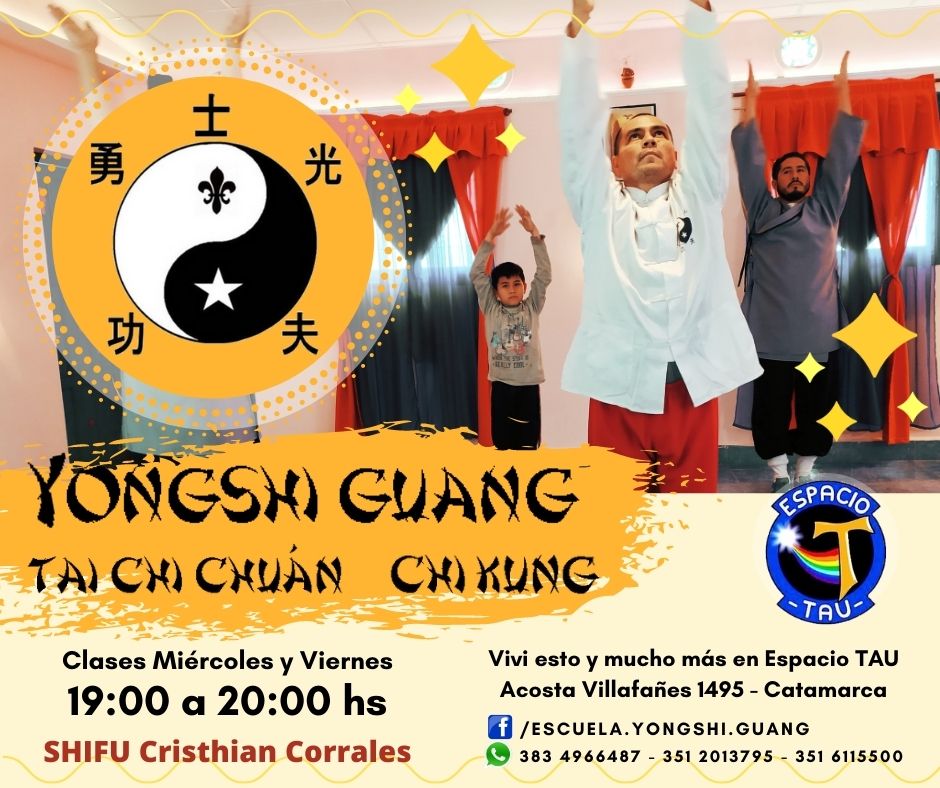 士
勇 光
功 夫
YONGSHI GUANG
TAI CHI CHUÁN CHI KUNG
ESPACIO
T
-TAU-
Clases Miércoles y Viernes
19:00 a 20:00 hs
SHIFU Cristhian Corrales
Vivi esto y mucho más en Espacio TAU
Acosta Villafañes 1495 - Catamarca
/ESCUELA.YONGSHI.GUANG
383 4966487 - 351 2013795 - 351 6115500